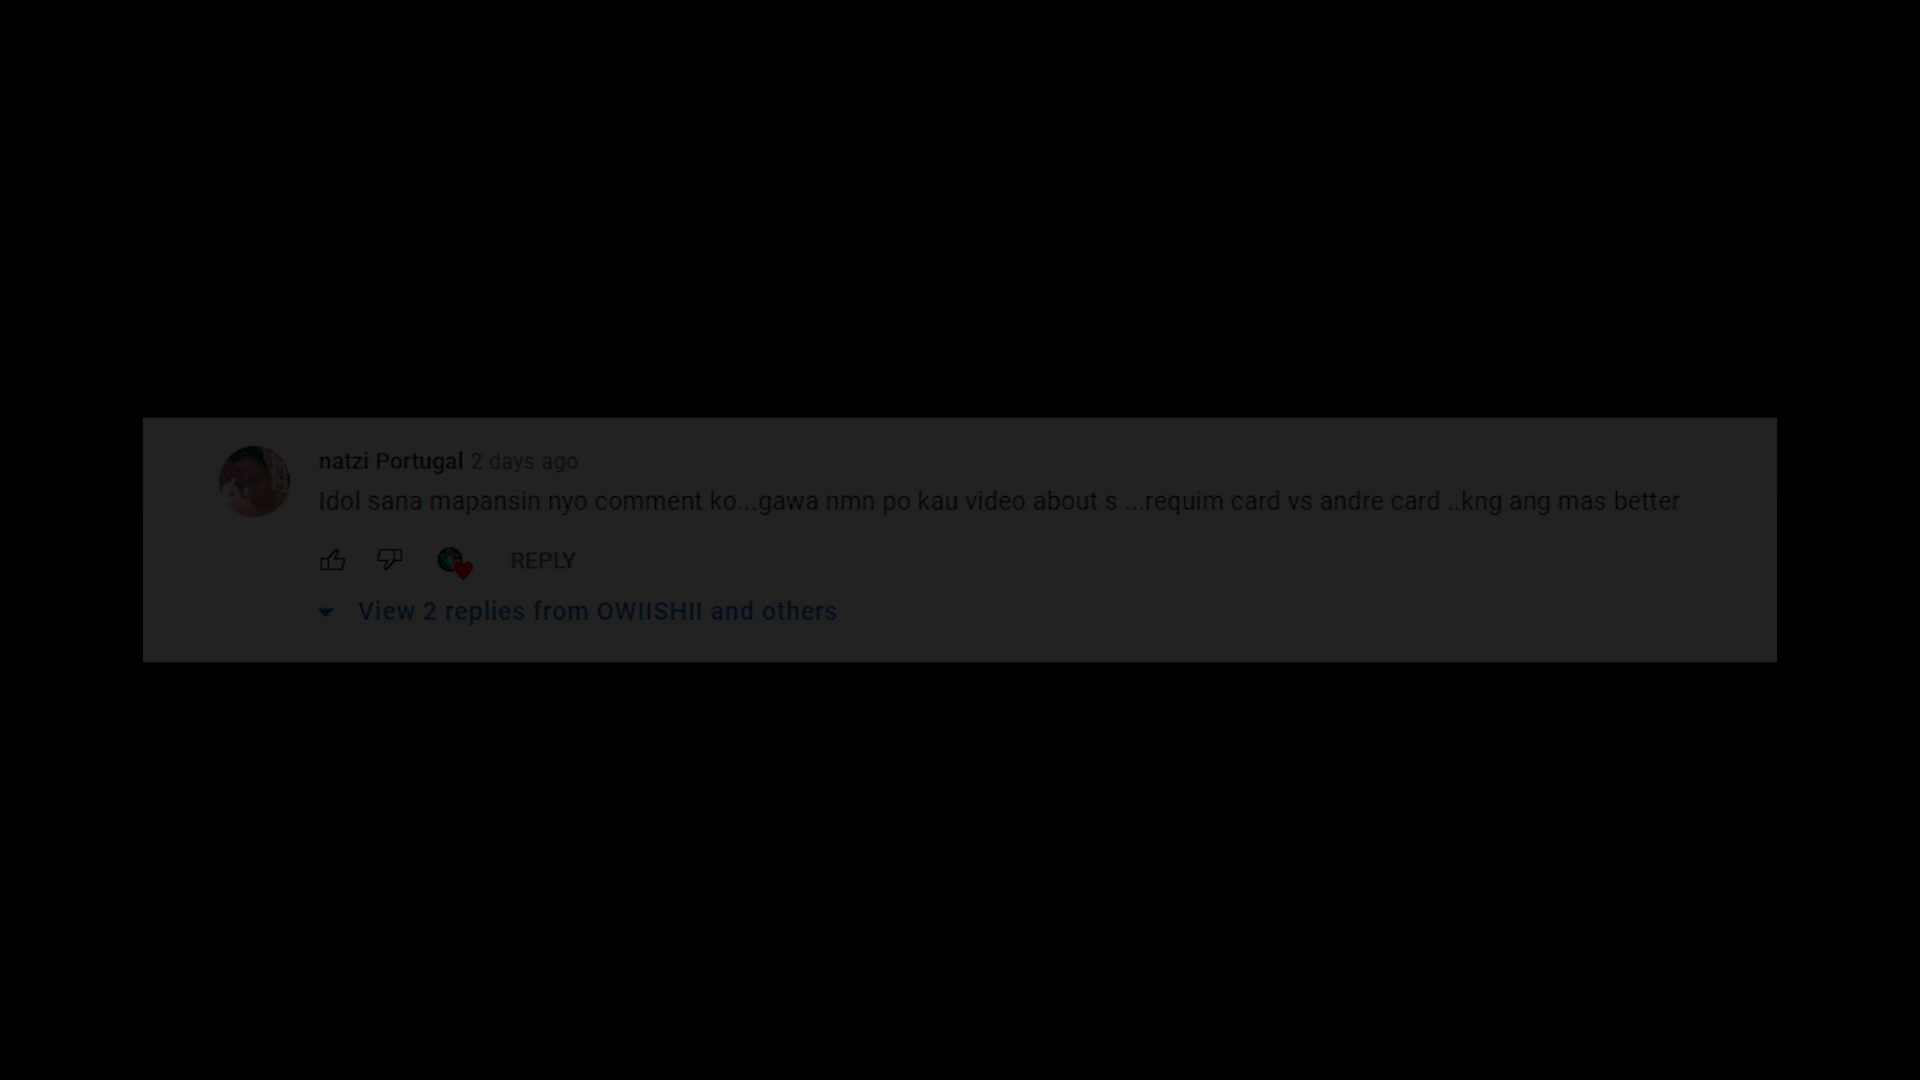 natzi Portugal 2 days ago
Idol sana mapansin nyo comment ko...gawa nmn po kau video about s ...requim card vs andre card ..kng ang mas better
REPLY
View 2 replies from OWIISHII and others